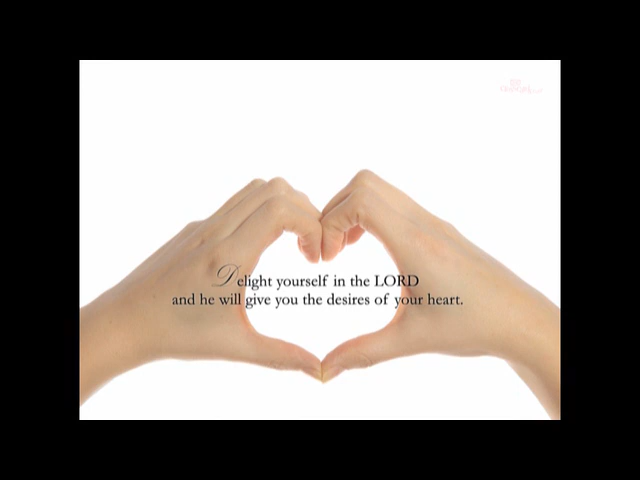 Delight yourself in the LORD
and he will give you the desires of your heart.